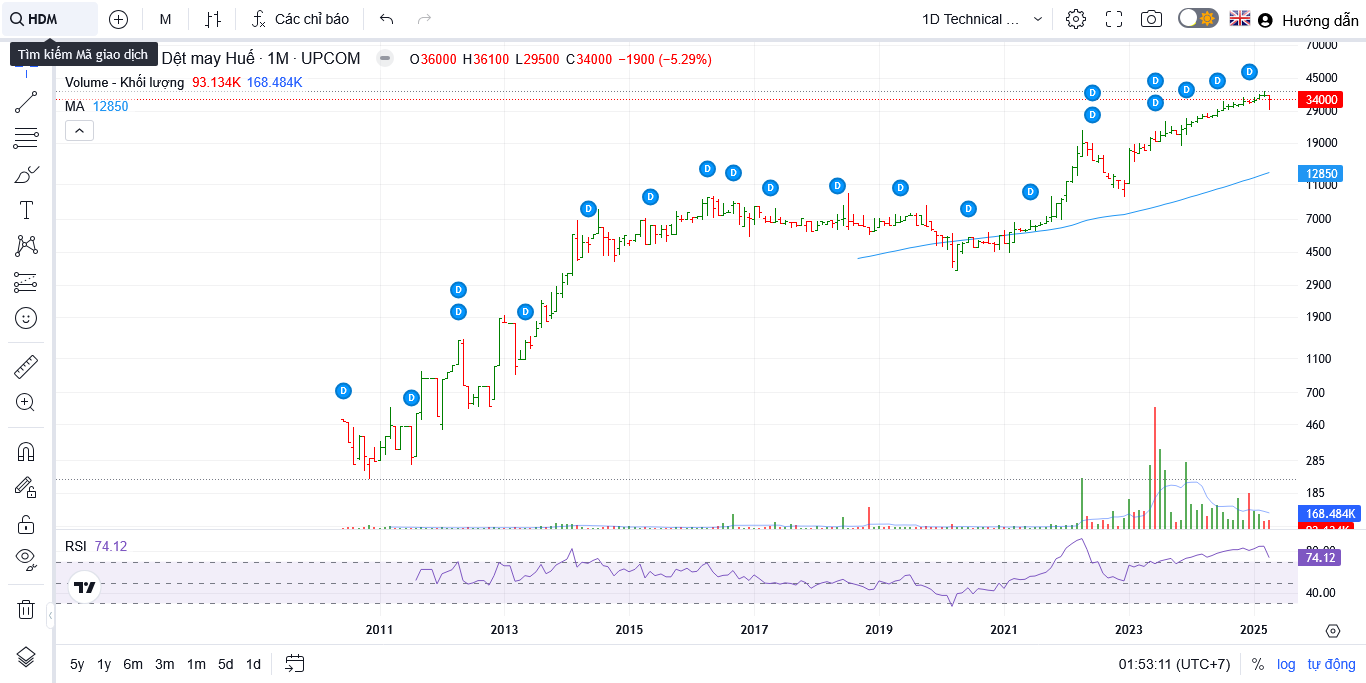 HDM M Các chỉ báo 1D Technical ... Hướng dẫn
Tìm kiếm Mã giao dịch
Dệt may Huế · 1M · UPCOM O36000 H36100 L29500 C34000 −1900 (−5.29%)
Volume - Khối lượng 93.134K 168.484K
MA 12850
70000
45000
34000
29000
19000
12850
11000
7000
4500
2900
1900
1100
700
460
285
185
168.484K
D D D D D D D D D D D D D D D D D D D D D D
RSI 74.12
74.12
40.00
2011 2013 2015 2017 2019 2021 2023 2025
5y 1y 6m 3m 1m 5d 1d 01:53:11 (UTC+7) % log tự động